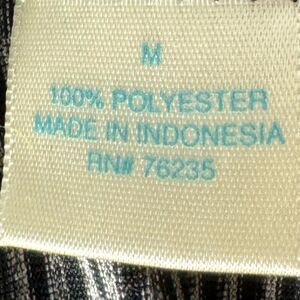 M
100% POLYESTER
MADE IN INDONESIA
RN# 76235